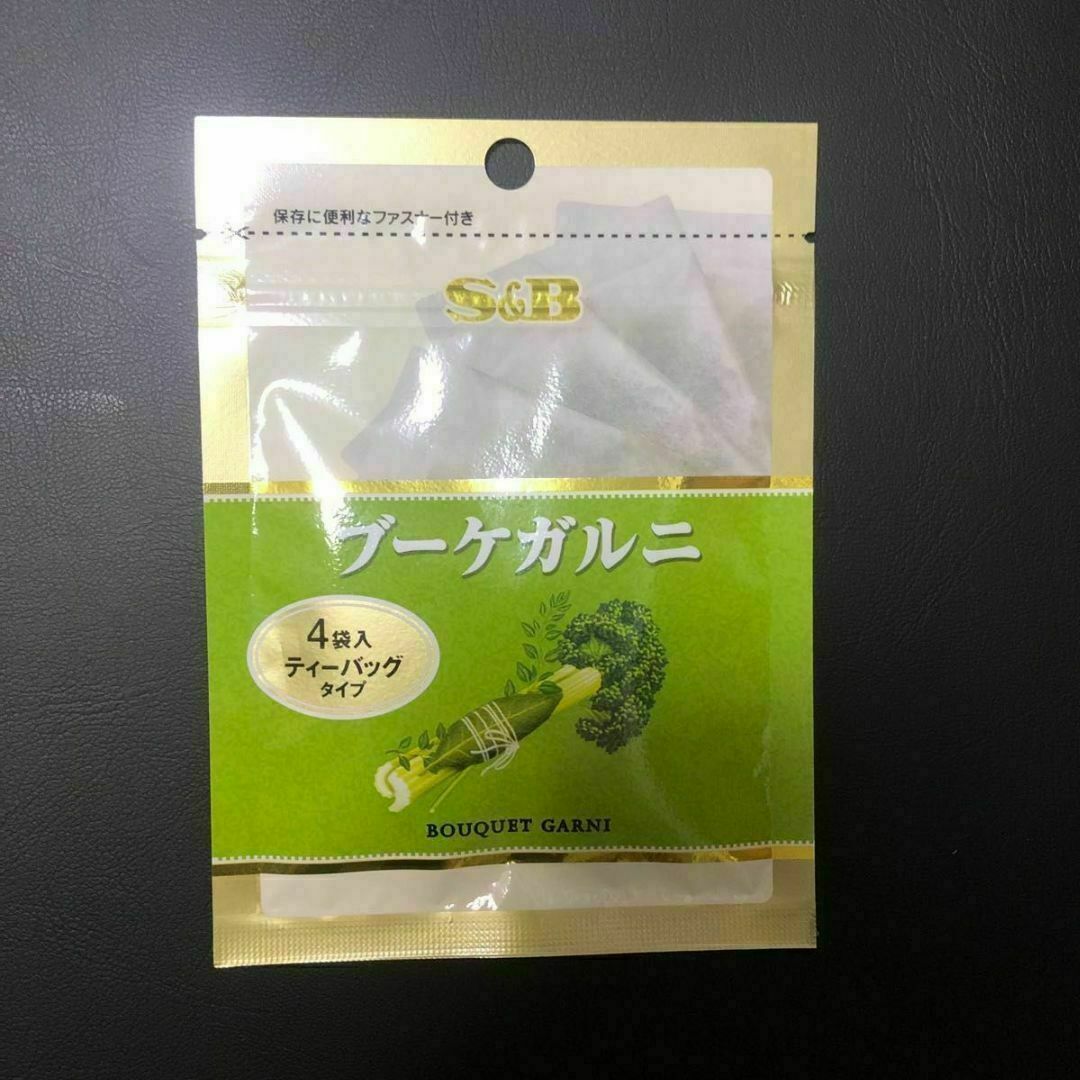 保存に便利なファスナー付き
S&B
ブーケガルニ
4袋入
ティーバッグ
タイプ
BOUQUET GARNI